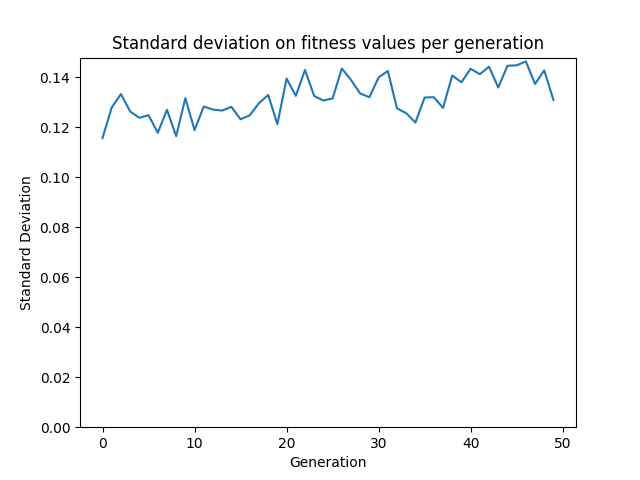 Standard deviation on fitness values per generation
0.14
0.12
0.10
0.08
0.06
0.04
0.02
0.00
Standard Deviation
0 10 20 30 40 50
Generation